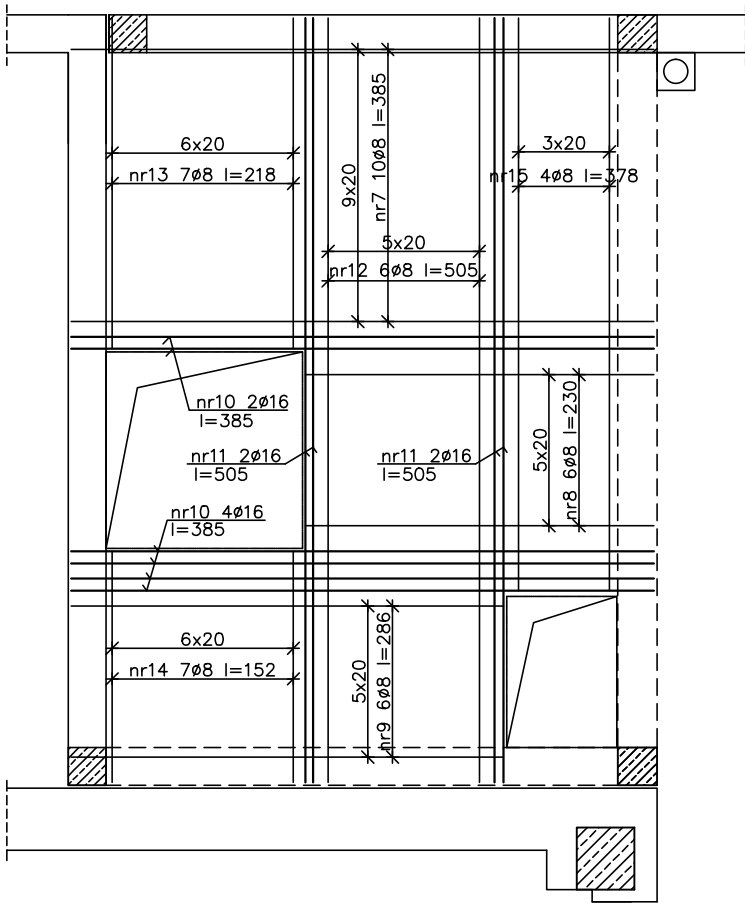 6x20
nr13 7ø8 l=218
9x20
nr7 10ø8 l=385
3x20
nr15 4ø8 l=378
5x20
nr12 6ø8 l=505
nr10 2ø16
l=385
nr11 2ø16
l=505
nr11 2ø16
l=505
5x20
nr8 6ø8 l=230
nr10 4ø16
l=385
6x20
nr14 7ø8 l=152
5x20
nr9 6ø8 l=286